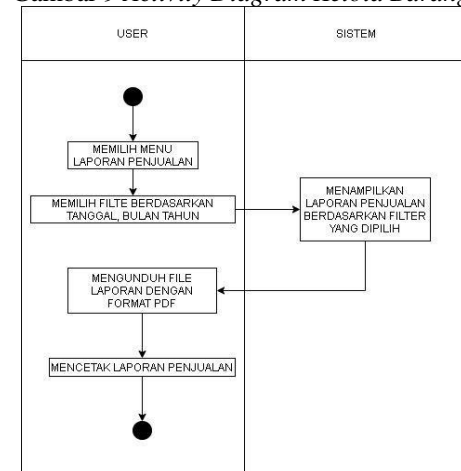 Gambar 9 Activity Diagram Kelola Barang
USER
SISTEM
MEMILIH MENU
LAPORAN PENJUALAN
MEMILIH FILTE BERDASARKAN
TANGGAL, BULAN TAHUN
MENAMPILKAN
LAPORAN PENJUALAN
BERDASARKAN FILTER
YANG DIPILIH
MENGUNDUH FILE
LAPORAN DENGAN
FORMAT PDF
MENCETAK LAPORAN PENJUALAN